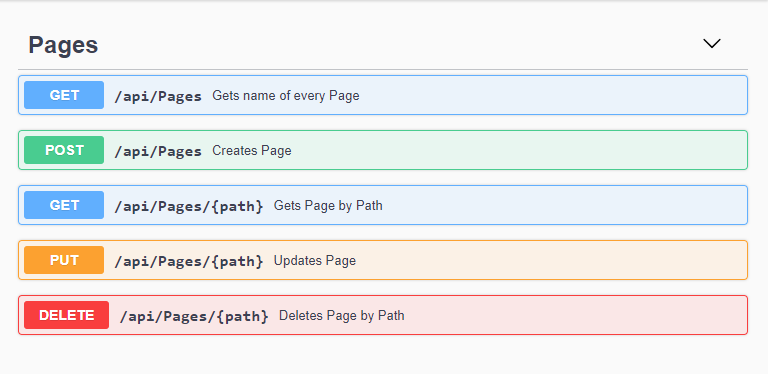 Pages
GET /api/Pages Gets name of every Page
POST /api/Pages Creates Page
GET /api/Pages/{path} Gets Page by Path
PUT /api/Pages/{path} Updates Page
DELETE /api/Pages/{path} Deletes Page by Path